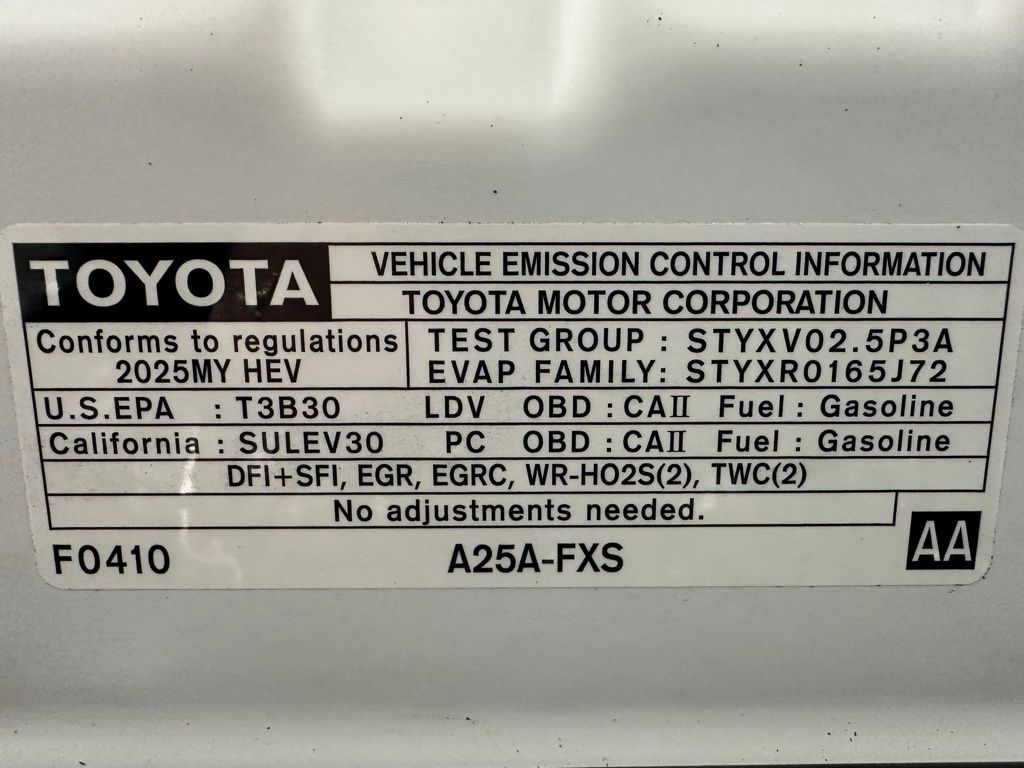 TOYOTA
VEHICLE EMISSION CONTROL INFORMATION
TOYOTA MOTOR CORPORATION
Conforms to regulations
2025MY HEV
TEST GROUP : STYXV02.5P3A
EVAP FAMILY: STYXR0165J72
U.S.EPA : T3B30 LDV OBD : CAII Fuel : Gasoline
California : SULEV30 PC OBD : CAII Fuel : Gasoline
DFI+SFI, EGR, EGRC, WR-HO2S(2), TWC(2)
No adjustments needed.
F0410 A25A-FXS AA